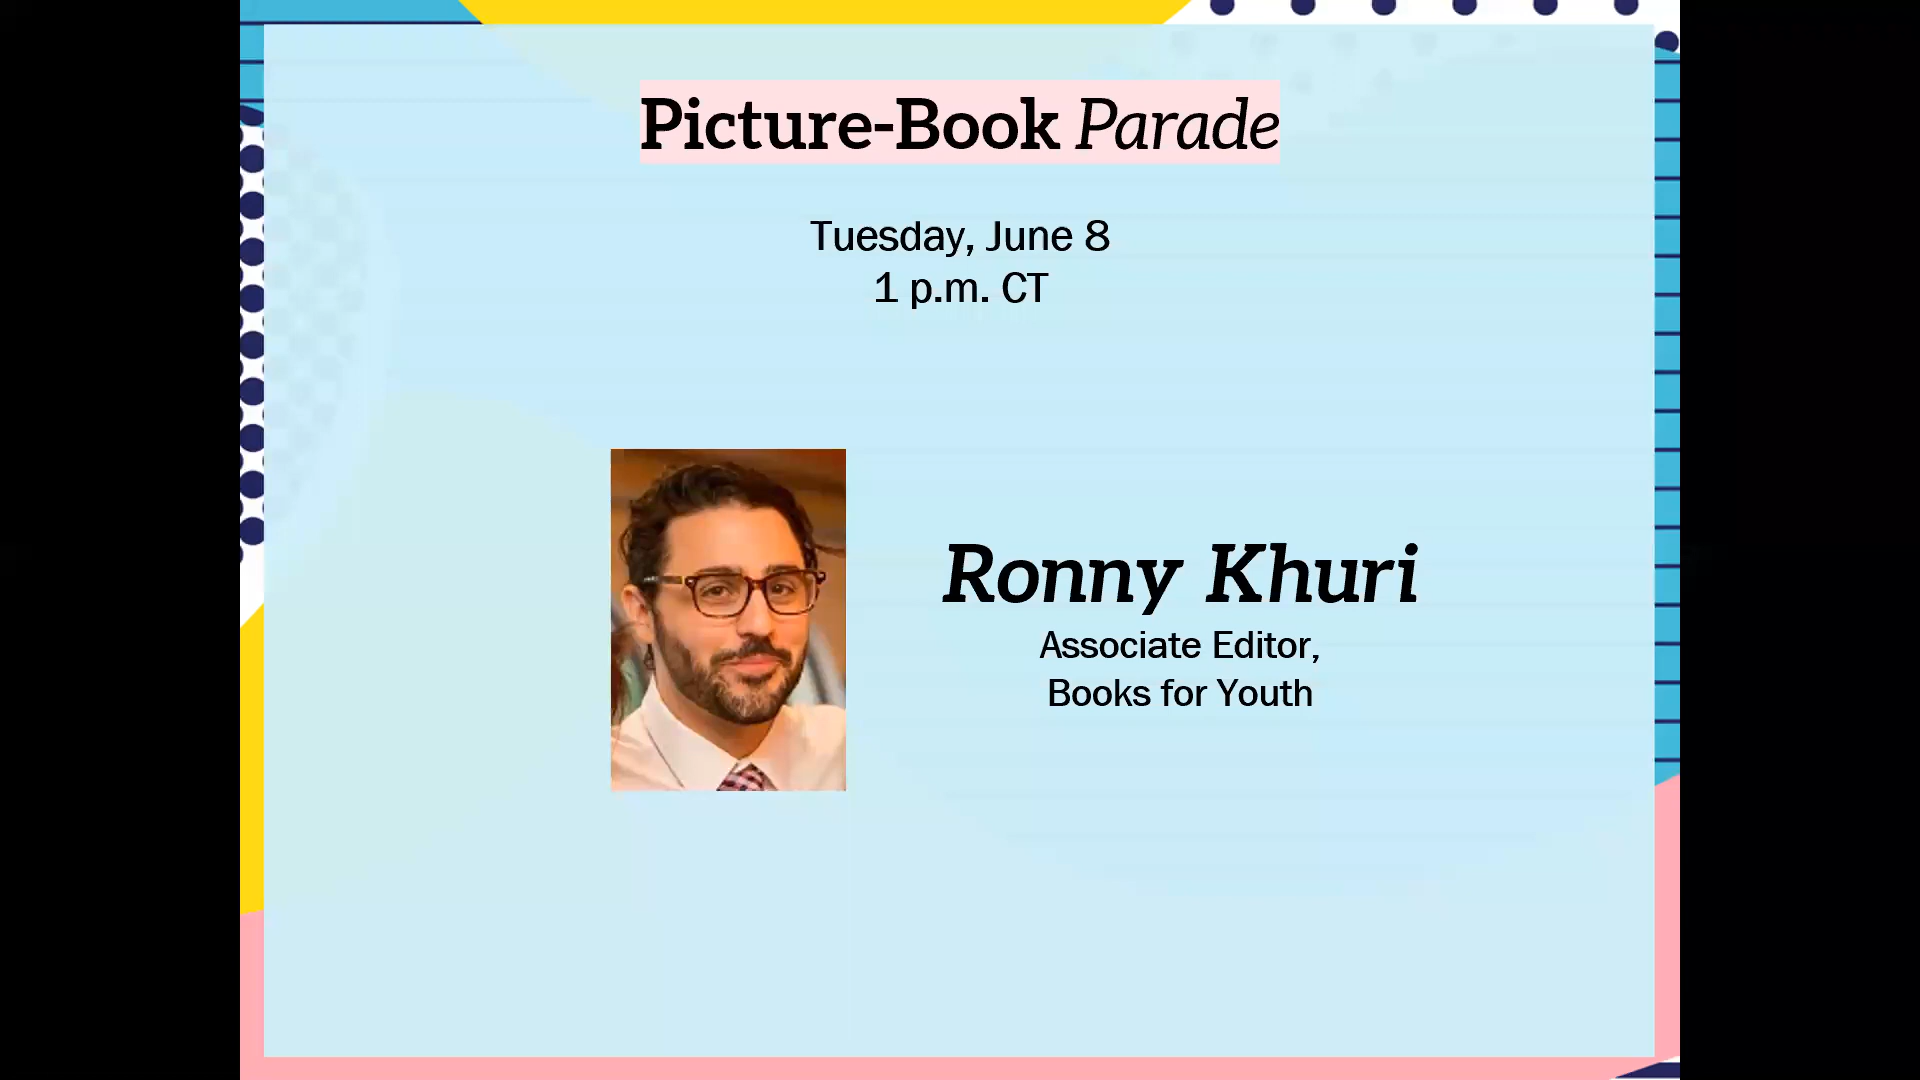 Picture-Book Parade
Tuesday, June 8
1 p.m. CT
Ronny Khuri
Associate Editor,
Books for Youth